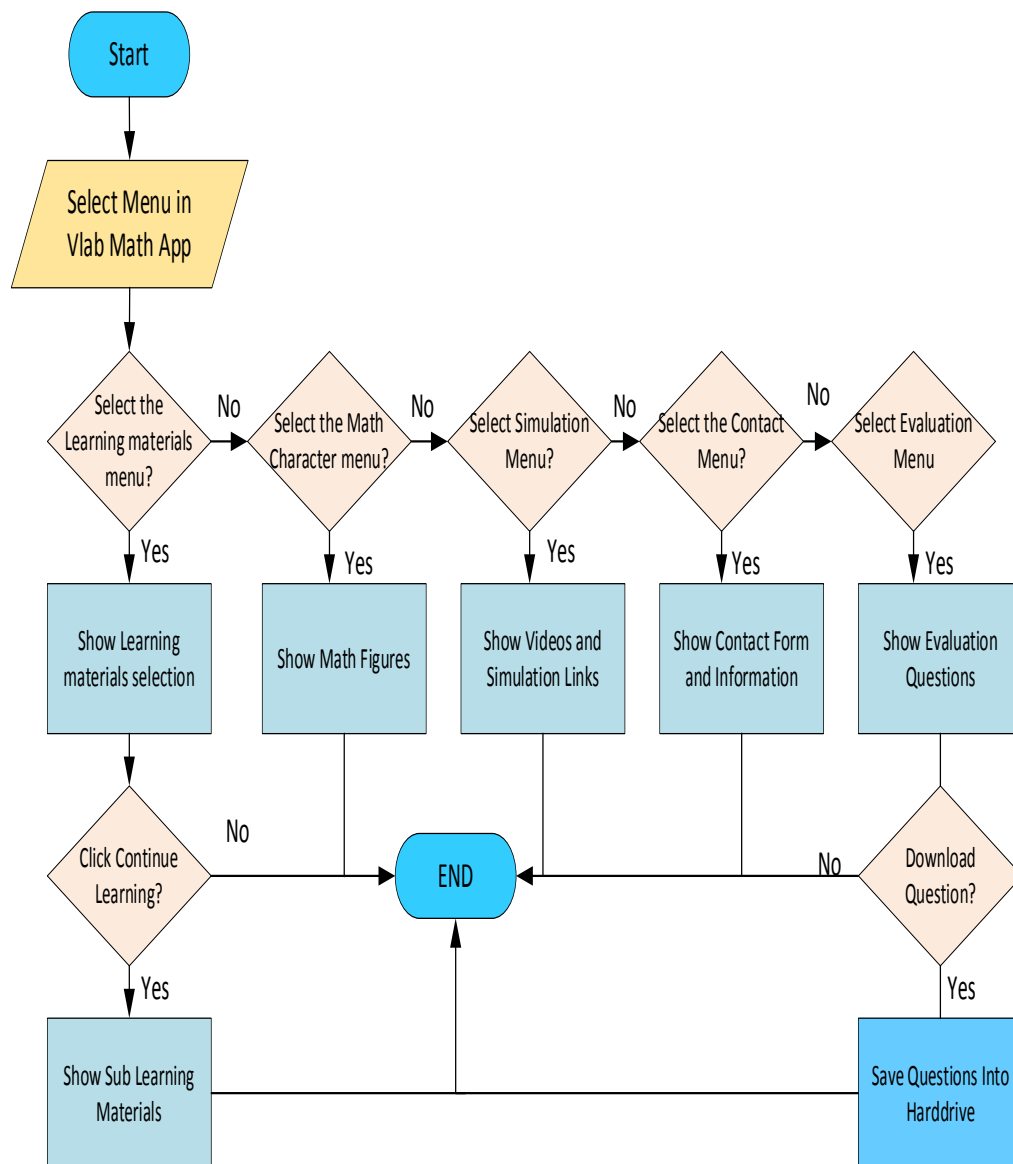 Start
Select Menu in
Vlab Math App
Select the
Learning materials
menu?
No
Select the Math
Character menu?
No
Select Simulation
Menu?
No
Select the Contact
Menu?
No
Select Evaluation
Menu
Yes
Yes
Yes
Yes
Yes
Show Learning
materials selection
Show Math Figures
Show Videos and
Simulation Links
Show Contact Form
and Information
Show Evaluation
Questions
Click Continue
Learning?
No
END
No
Download
Question?
Yes
Yes
Show Sub Learning
Materials
Save Questions Into
Harddrive